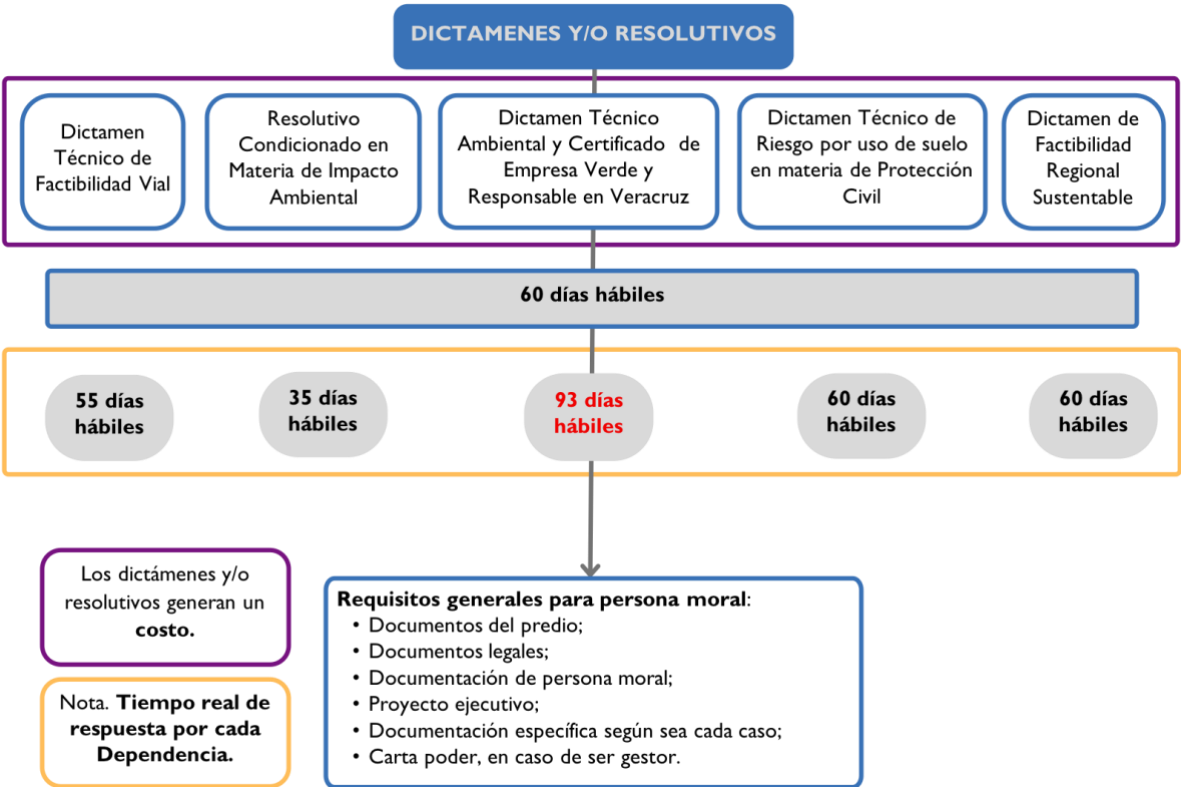 DICTAMENES Y/O RESOLUTIVOS
Dictamen
Técnico de
Factibilidad Vial
Resolutivo
Condicionado en
Materia de Impacto
Ambiental
Dictamen Técnico
Ambiental y Certificado de
Empresa Verde y
Responsable en Veracruz
Dictamen Técnico de
Riesgo por uso de suelo
en materia de Protección
Civil
Dictamen de
Factibilidad
Regional
Sustentable
60 días hábiles
55 días
hábiles
35 días
hábiles
93 días
hábiles
60 días
hábiles
60 días
hábiles
Los dictámenes y/o
resolutivos generan un
costo.
Nota. Tiempo real de
respuesta por cada
Dependencia.
Requisitos generales para persona moral:
• Documentos del predio;
• Documentos legales;
• Documentación de persona moral;
• Proyecto ejecutivo;
• Documentación específica según sea cada caso;
• Carta poder, en caso de ser gestor.